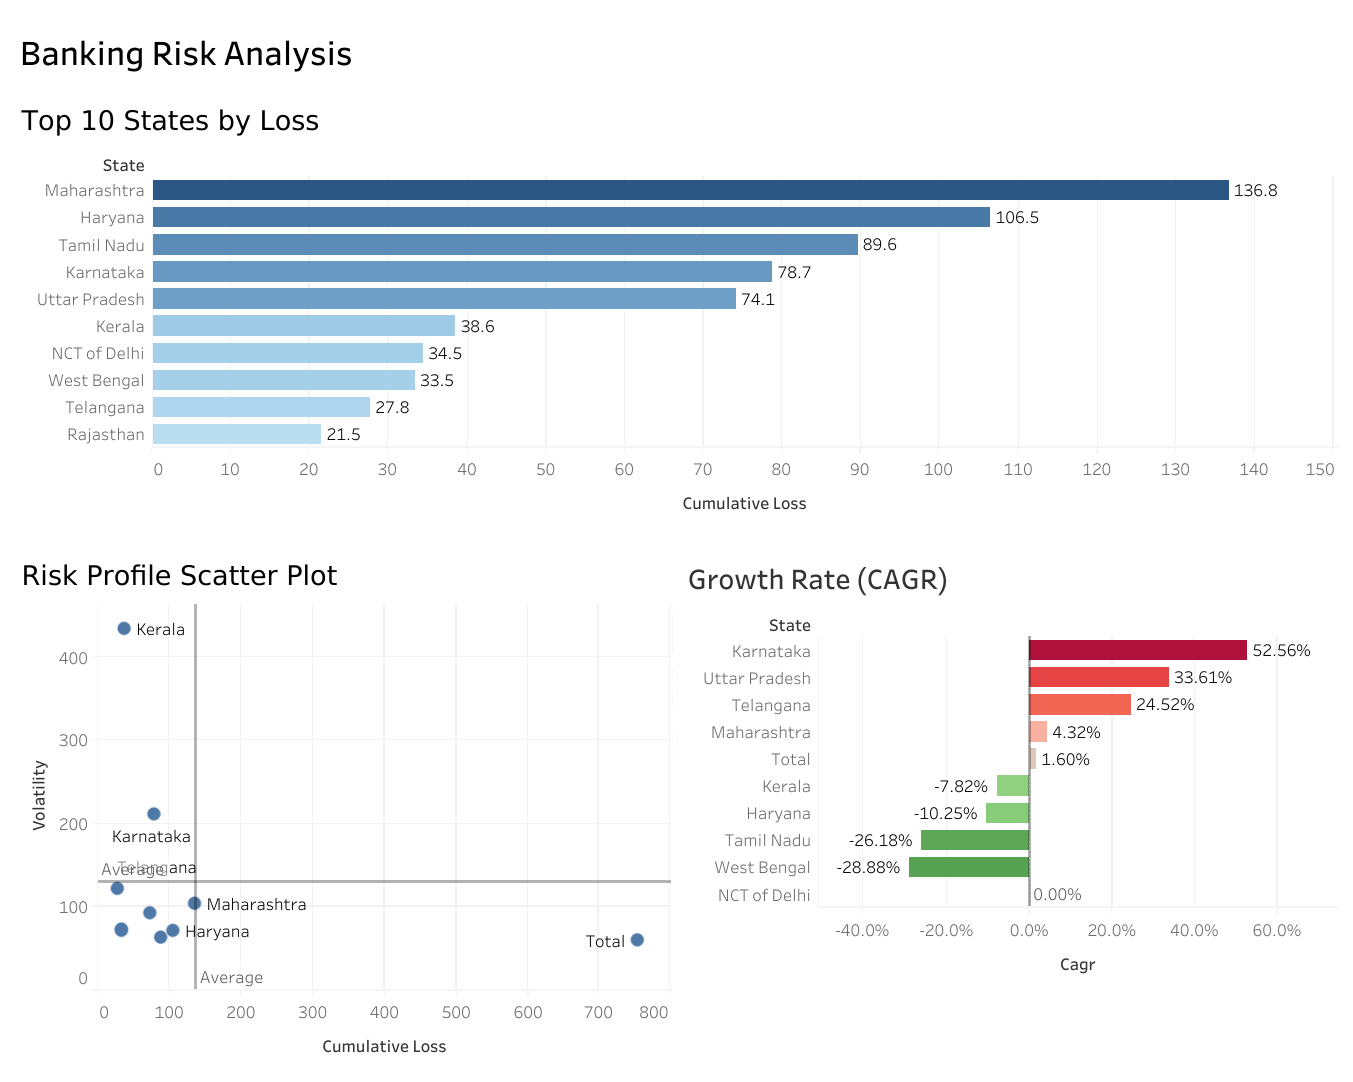 Banking Risk Analysis
Top 10 States by Loss
State
Maharashtra 136.8
Haryana 106.5
Tamil Nadu 89.6
Karnataka 78.7
Uttar Pradesh 74.1
Kerala 38.6
NCT of Delhi 34.5
West Bengal 33.5
Telangana 27.8
Rajasthan 21.5
0 10 20 30 40 50 60 70 80 90 100 110 120 130 140 150
Cumulative Loss
Risk Profile Scatter Plot
Kerala
400
300
Volatility
200
Karnataka
Telangana
Average
100
Maharashtra
Haryana
Total
0
Average
0 100 200 300 400 500 600 700 800
Cumulative Loss
Growth Rate (CAGR)
State
Karnataka 52.56%
Uttar Pradesh 33.61%
Telangana 24.52%
Maharashtra 4.32%
Total 1.60%
Kerala -7.82%
Haryana -10.25%
Tamil Nadu -26.18%
West Bengal -28.88%
NCT of Delhi 0.00%
-40.0% -20.0% 0.0% 20.0% 40.0% 60.0%
Cagr